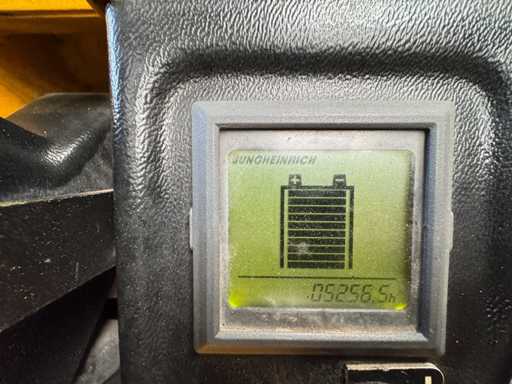 JUNGHEINRICH
+ -
05256.5h